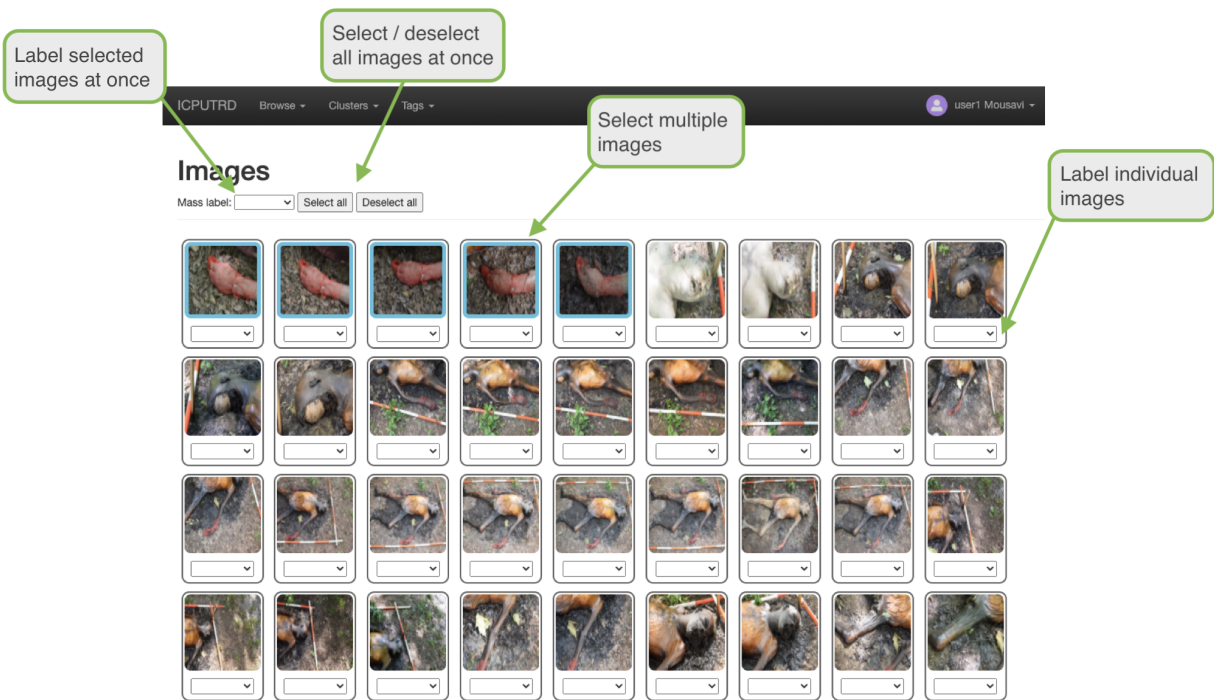 Select / deselect
all images at once
Label selected
images at once
ICPUTRD Browse Clusters Tags user1 Mousavi
Select multiple
images
Label individual
images
Images
Mass label: Select all Deselect all